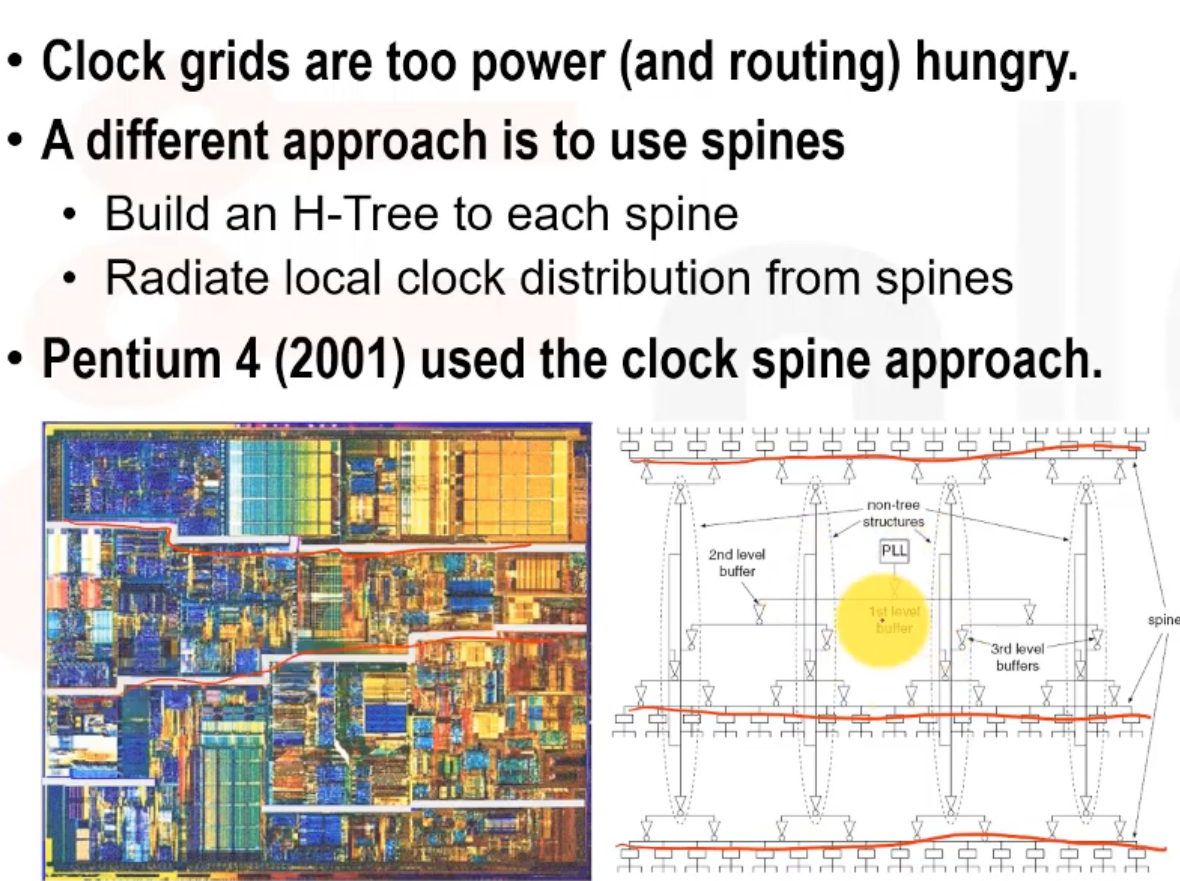 • Clock grids are too power (and routing) hungry.
• A different approach is to use spines
• Build an H-Tree to each spine
• Radiate local clock distribution from spines
• Pentium 4 (2001) used the clock spine approach.
non-tree
structures
PLL
2nd level
buffer
1st level
buffer
spine
3rd level
buffers